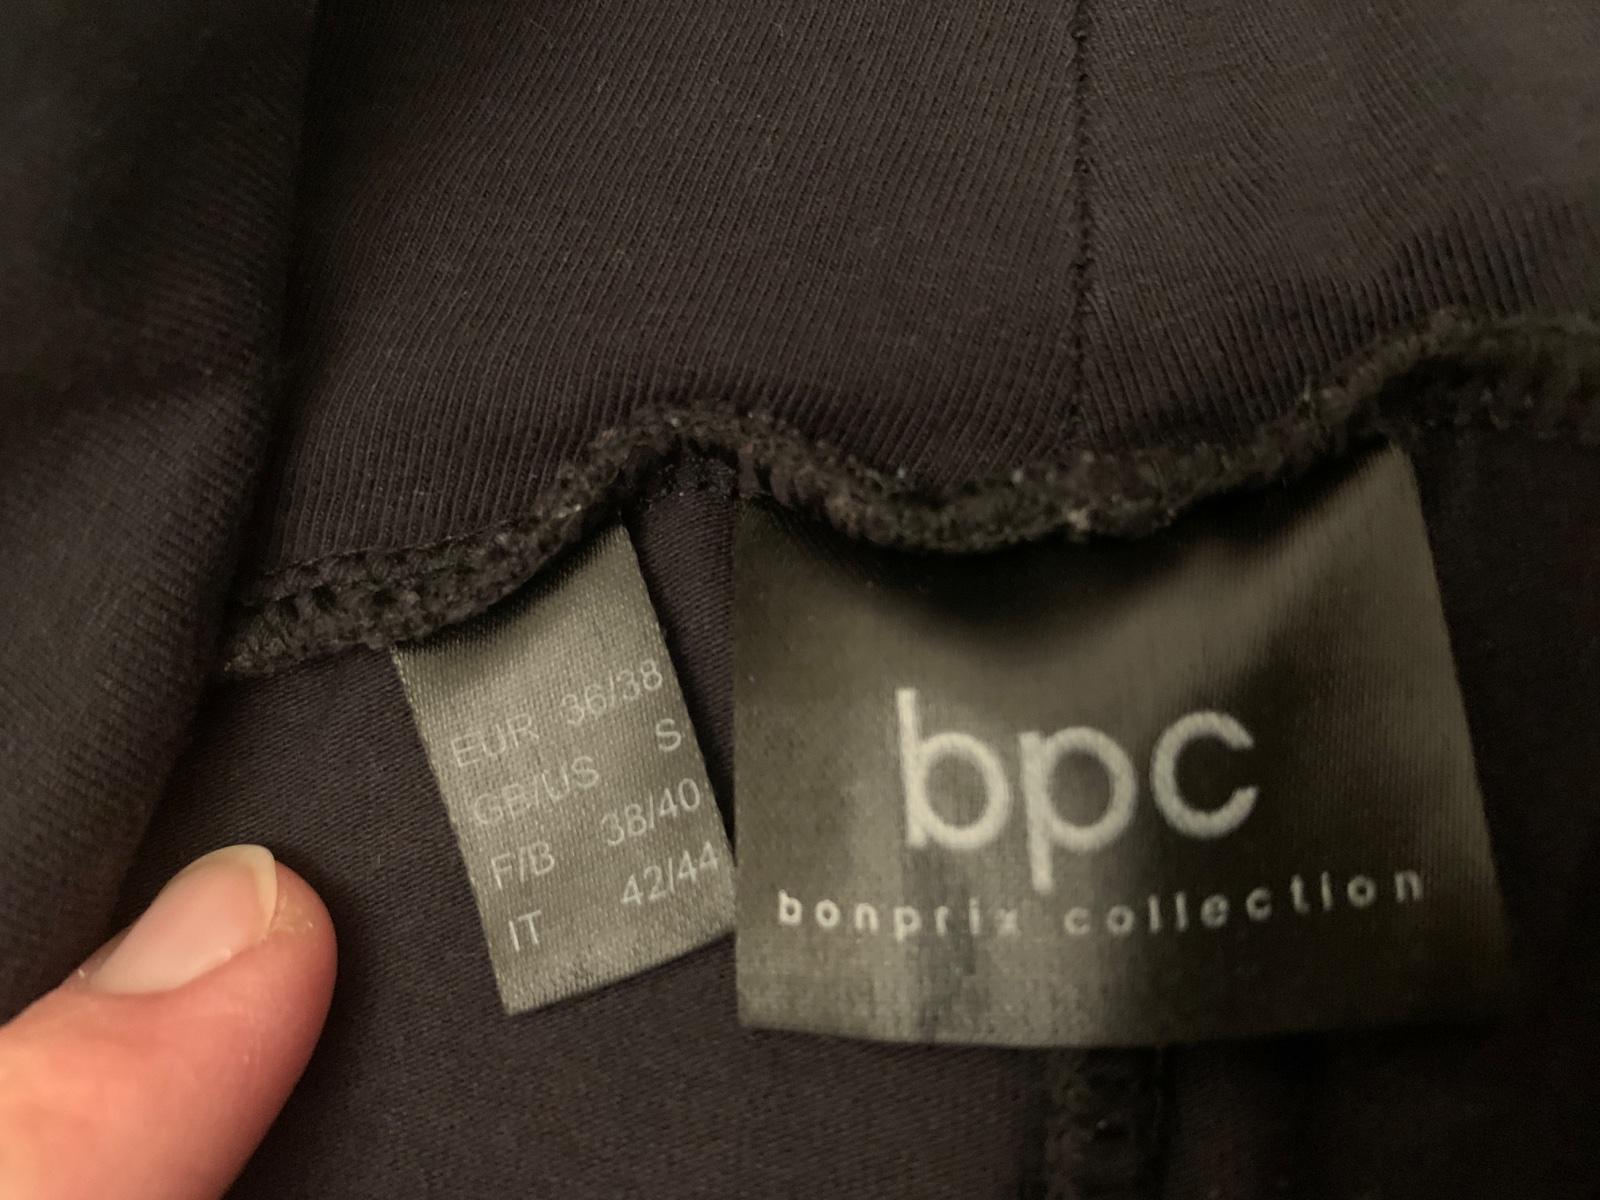 EUR 36/38
GB/US S
F/B 38/40
IT 42/44
bpc
bonprix collection